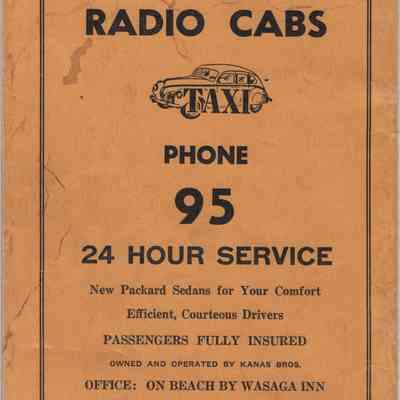 RADIO CABS
TAXI
PHONE
95
24 HOUR SERVICE
New Packard Sedans for Your Comfort
Efficient, Courteous Drivers
PASSENGERS FULLY INSURED
OWNED AND OPERATED BY KANAS BROS.
OFFICE: ON BEACH BY WASAGA INN